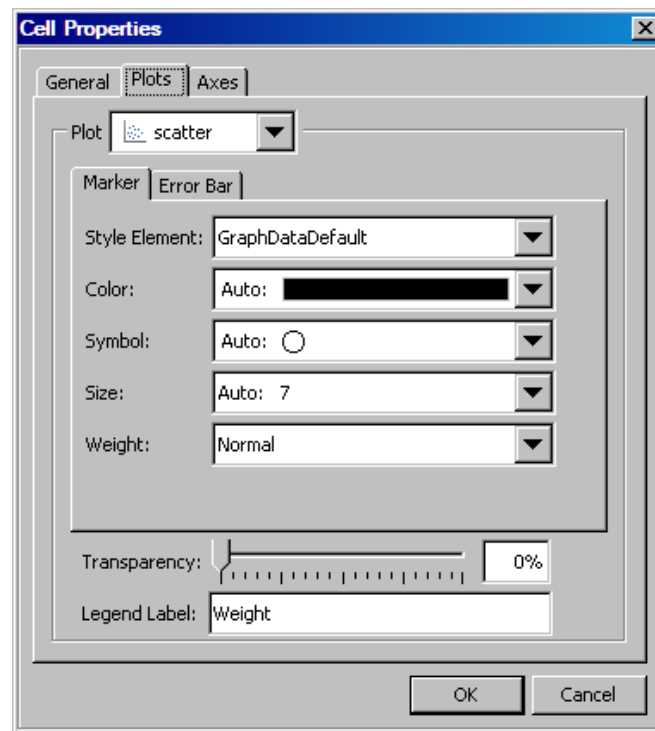 Cell Properties
General Plots Axes
Plot scatter
Marker Error Bar
Style Element: GraphDataDefault
Color: Auto:
Symbol: Auto:
Size: Auto: 7
Weight: Normal
Transparency: 0%
Legend Label: Weight
OK Cancel